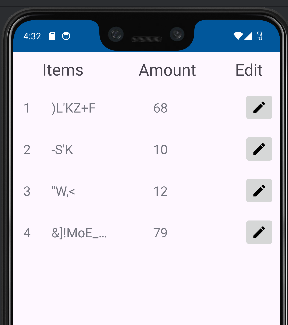 4:32
Items Amount Edit
1 )L'KZ+F 68
2 -S'K 10
3 "W,< 12
4 &]!MoE_... 79